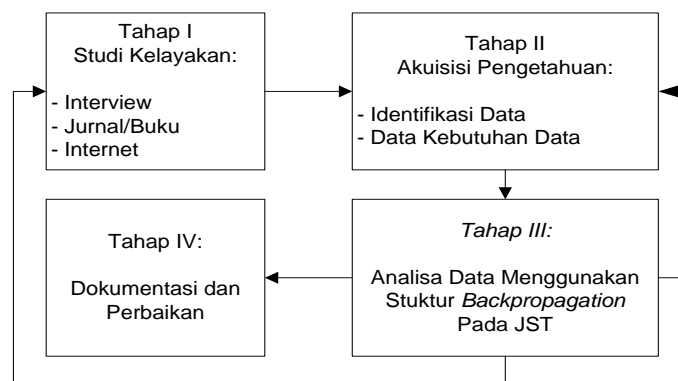 Tahap I
Studi Kelayakan:
- Interview
- Jurnal/Buku
- Internet
Tahap II
Akuisisi Pengetahuan:
- Identifikasi Data
- Data Kebutuhan Data
Tahap III:
Analisa Data Menggunakan
Stuktur Backpropagation
Pada JST
Tahap IV:
Dokumentasi dan
Perbaikan